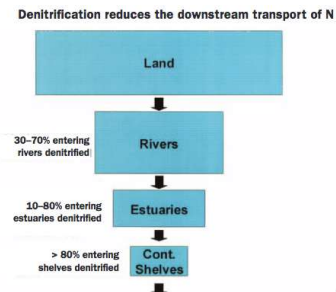 Denitrification reduces the downstream transport of N
Land
30–70% entering
rivers denitrified
Rivers
10–80% entering
estuaries denitrified
Estuaries
> 80% entering
shelves denitrified
Cont.
Shelves